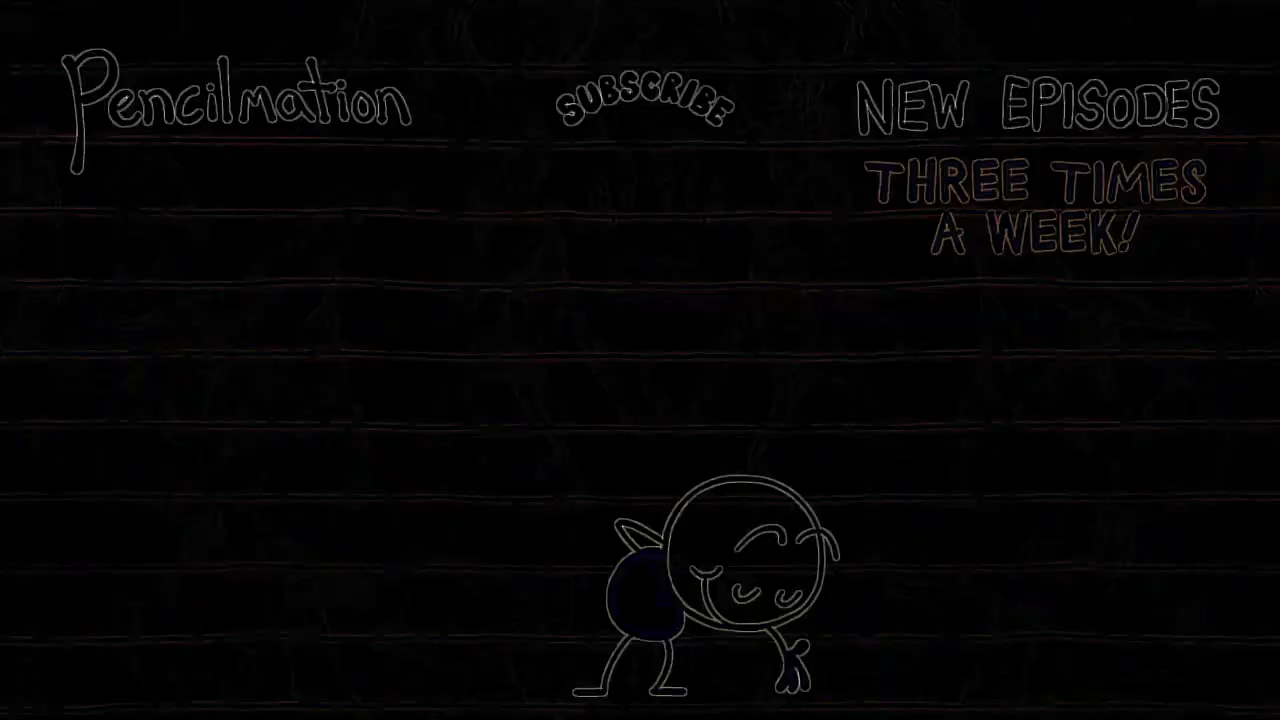 Pencilmation
SUBSCRIBE
NEW EPISODES
THREE TIMES
A WEEK!